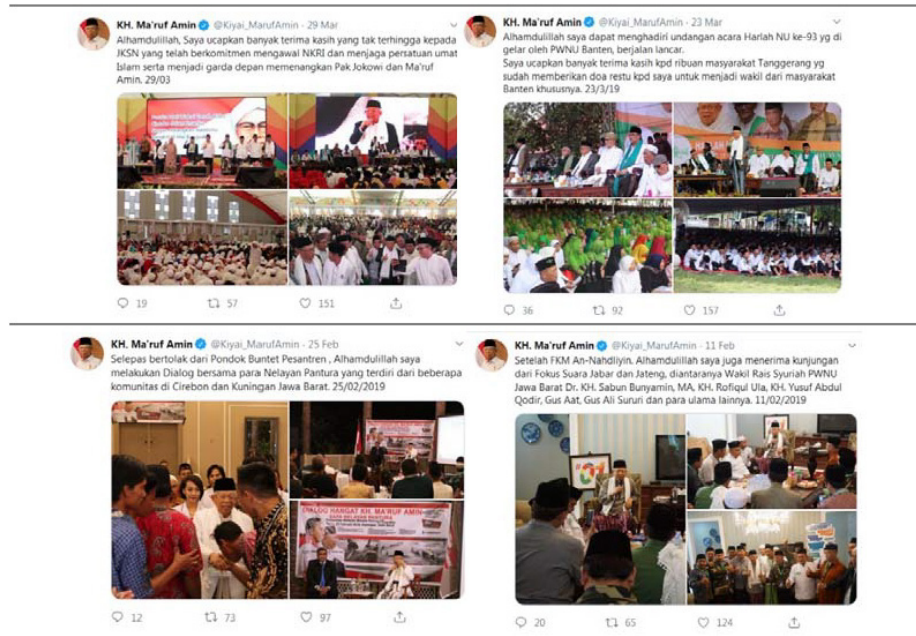 KH. Ma'ruf Amin @Kiyai_MarufAmin · 29 Mar
Alhamdulillah, Saya ucapkan banyak terima kasih yang tak terhingga kepada
JKSN yang telah berkomitmen mengawal NKRI dan menjaga persatuan umat
Islam serta menjadi garda depan memenangkan Pak Jokowi dan Ma'ruf
Amin. 29/03
19 57 151
KH. Ma'ruf Amin @Kiyai_MarufAmin · 23 Mar
Alhamdulillah saya dapat menghadiri undangan acara Harlah NU ke-93 yg di
gelar oleh PWNU Banten, berjalan lancar.
Saya ucapkan banyak terima kasih kpd ribuan masyarakat Tanggerang yg
sudah memberikan doa restu kpd saya untuk menjadi wakil dari masyarakat
Banten khususnya. 23/3/19
36 92 157
KH. Ma'ruf Amin @Kiyai_MarufAmin · 25 Feb
Selepas bertolak dari Pondok Buntet Pesantren , Alhamdulillah saya
melakukan Dialog bersama para Nelayan Pantura yang terdiri dari beberapa
komunitas di Cirebon dan Kuningan Jawa Barat. 25/02/2019
DIALOG HANGAT KH. MA'RUF AMIN
12 73 97
KH. Ma'ruf Amin @Kiyai_MarufAmin · 11 Feb
Setelah FKM An-Nahdliyin. Alhamdulillah saya juga menerima kunjungan
dari Fokus Suara Jabar dan Jateng, diantaranya Wakil Rais Syuriah PWNU
Jawa Barat Dr. KH. Sabun Bunyamin, MA, KH. Rofiqul Ula, KH. Yusuf Abdul
Qodir, Gus Aat, Gus Ali Sururi dan para ulama lainnya. 11/02/2019
20 65 124